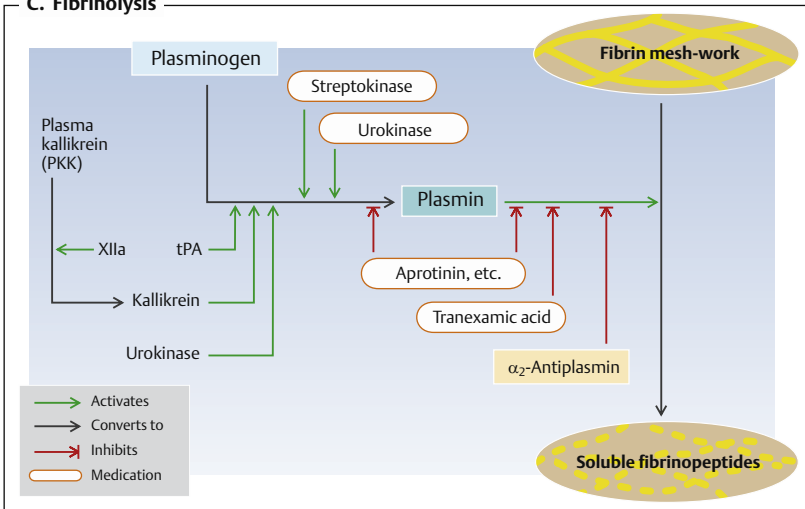 C. Fibrinolysis
Plasminogen
Fibrin mesh-work
Streptokinase
Urokinase
Plasma
kallikrein
(PKK)
Plasmin
XIIa
tPA
Aprotinin, etc.
Kallikrein
Tranexamic acid
Urokinase
α₂-Antiplasmin
Activates
Converts to
Inhibits
Medication
Soluble fibrinopeptides